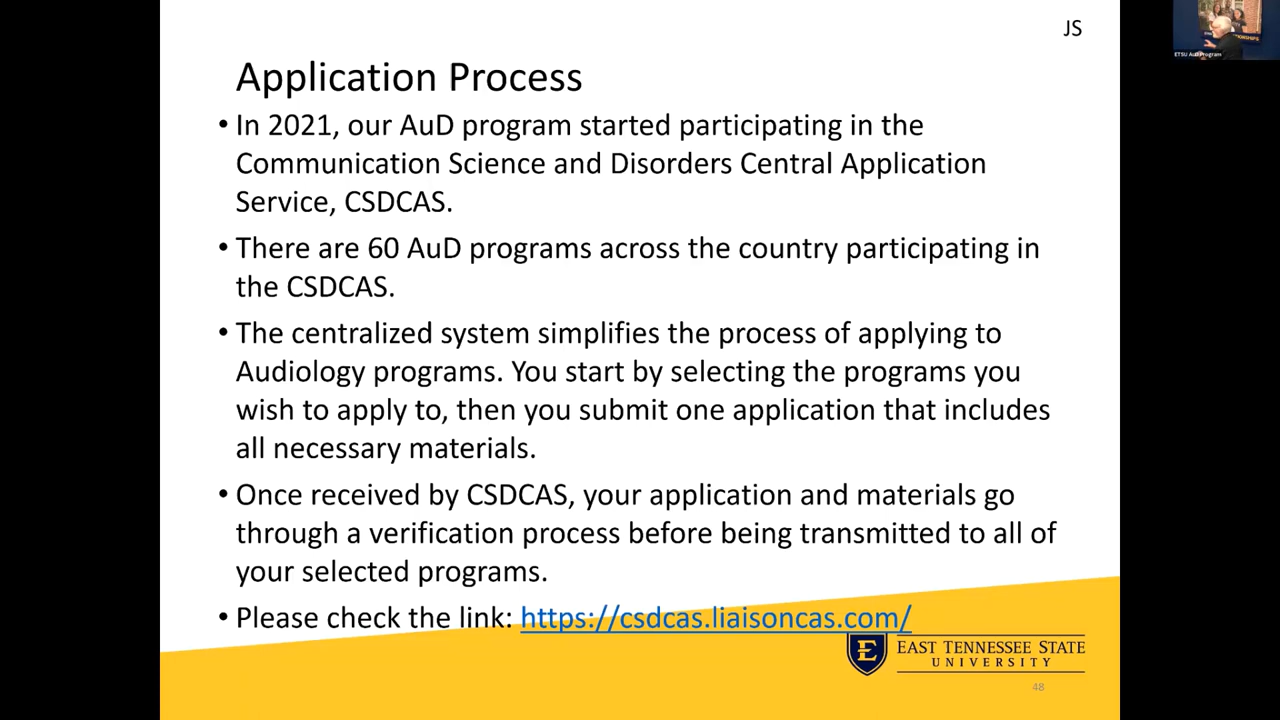 JS
ETSU AuD Program
Application Process
• In 2021, our AuD program started participating in the
Communication Science and Disorders Central Application
Service, CSDCAS.
• There are 60 AuD programs across the country participating in
the CSDCAS.
• The centralized system simplifies the process of applying to
Audiology programs. You start by selecting the programs you
wish to apply to, then you submit one application that includes
all necessary materials.
• Once received by CSDCAS, your application and materials go
through a verification process before being transmitted to all of
your selected programs.
• Please check the link: https://csdcas.liaisoncas.com/
E
EAST TENNESSEE STATE
UNIVERSITY
48